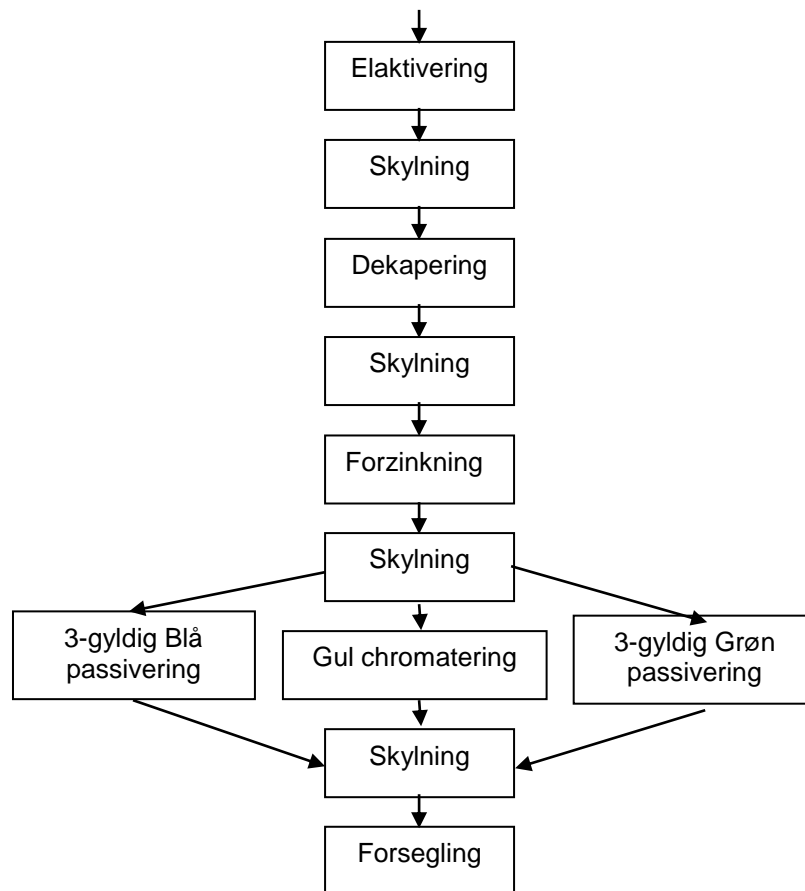 Elaktivering
Skylning
Dekapering
Skylning
Forzinkning
Skylning
3-gyldig Blå
passivering
Gul chromatering
3-gyldig Grøn
passivering
Skylning
Forsegling